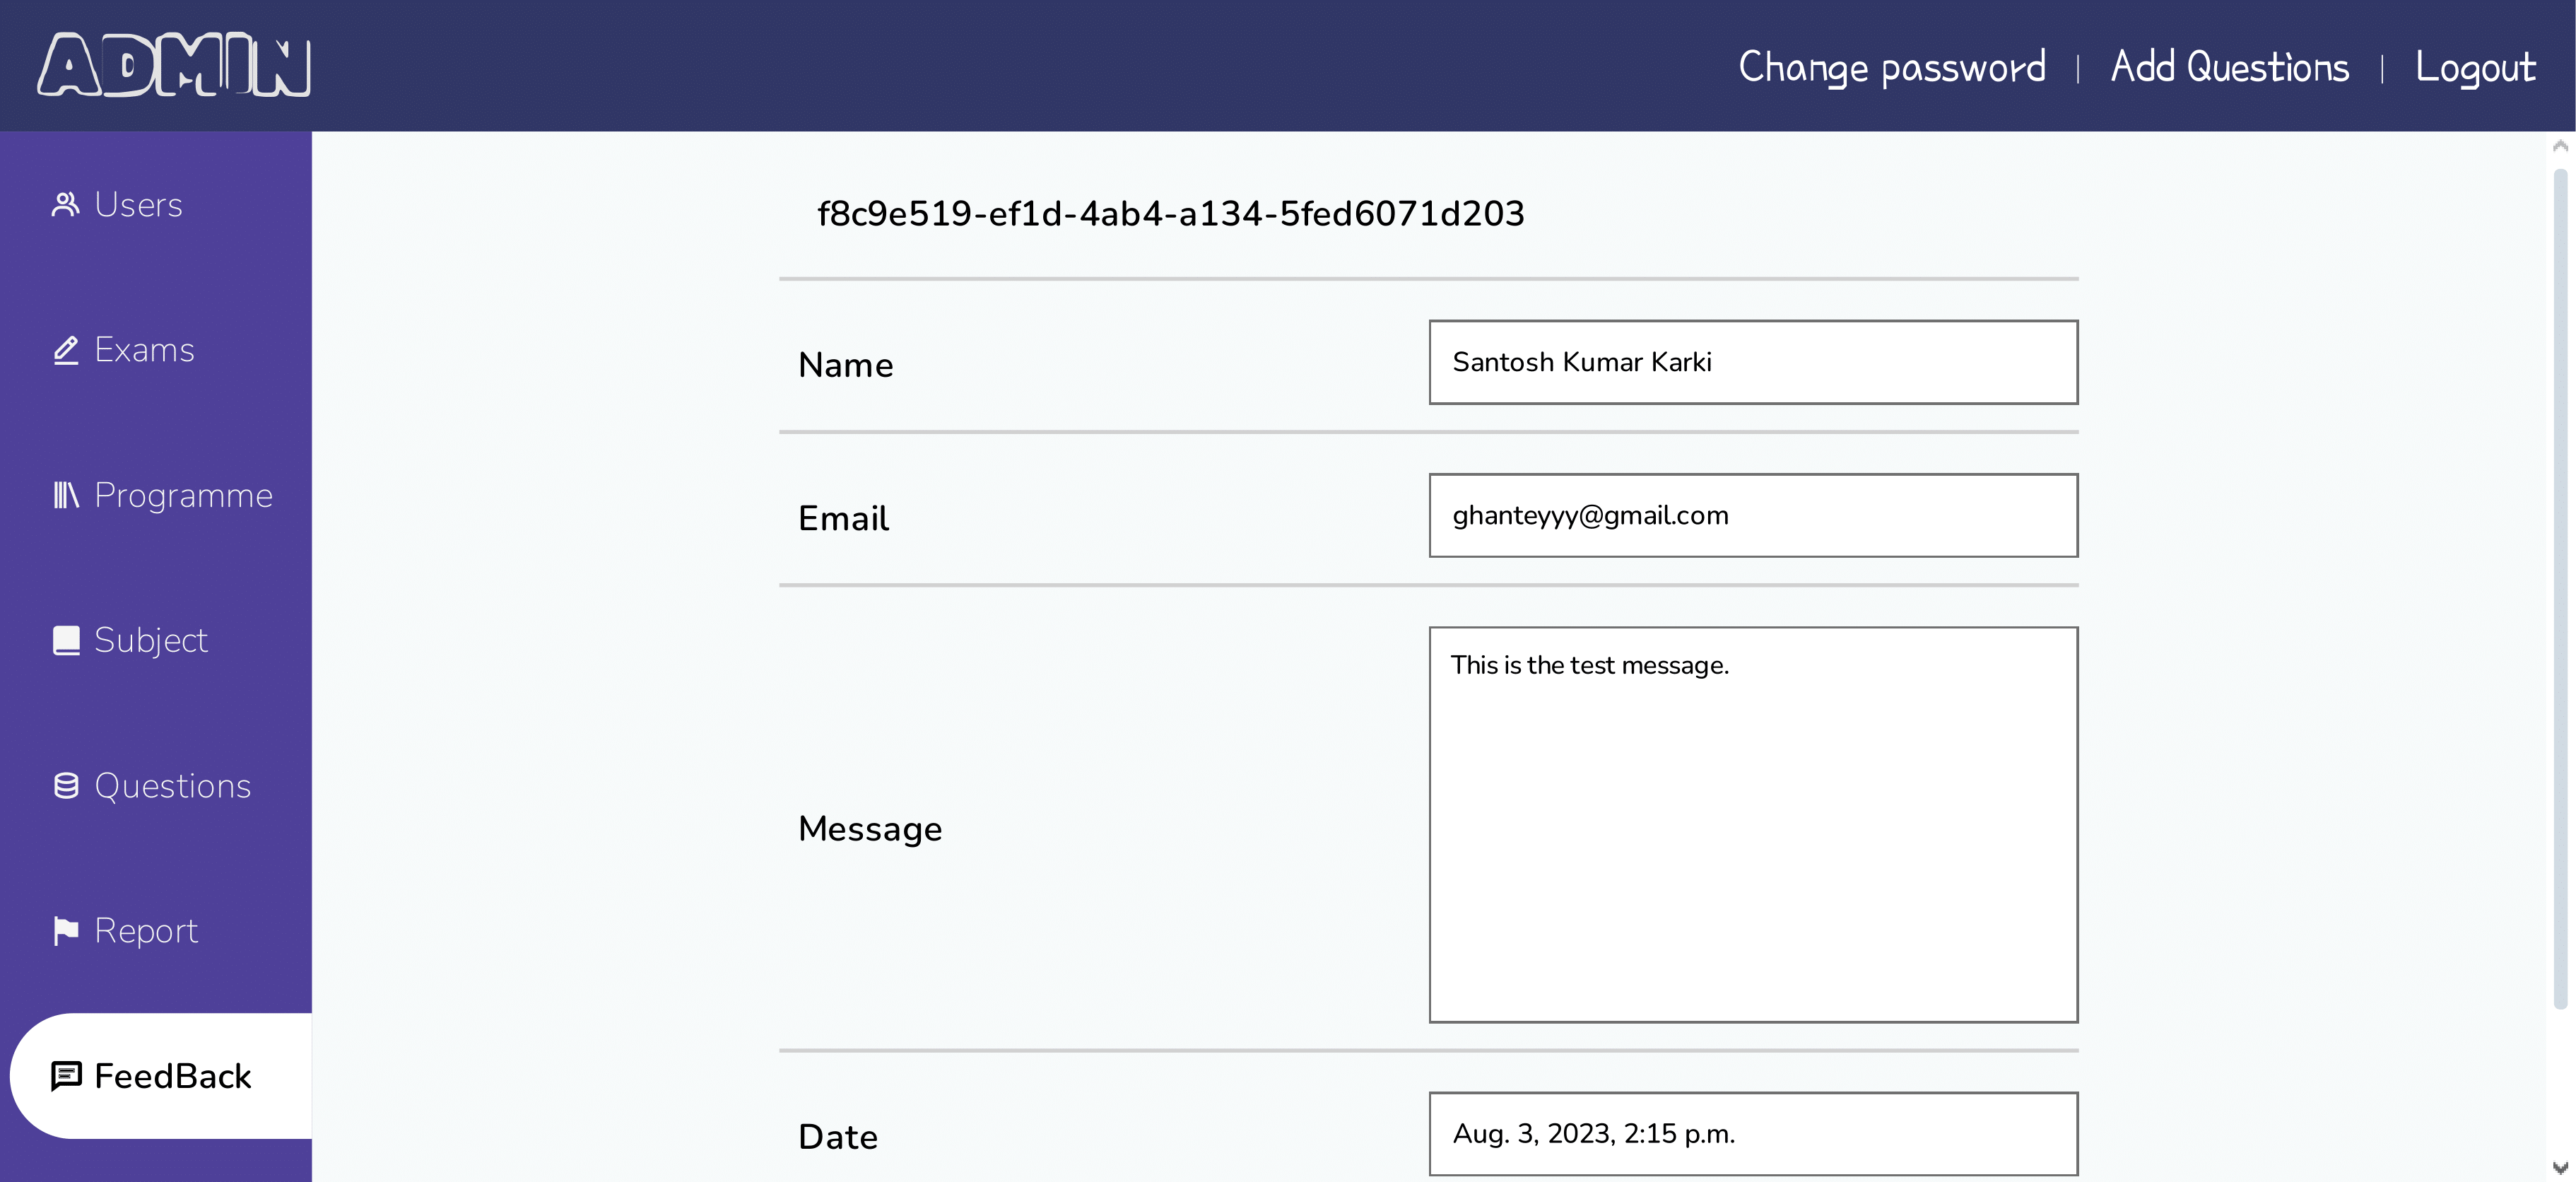 ADMIN
Change password | Add Questions | Logout
Users
Exams
Programme
Subject
Questions
Report
FeedBack
f8c9e519-ef1d-4ab4-a134-5fed6071d203
Name
Santosh Kumar Karki
Email
ghanteyyy@gmail.com
Message
This is the test message.
Date
Aug. 3, 2023, 2:15 p.m.